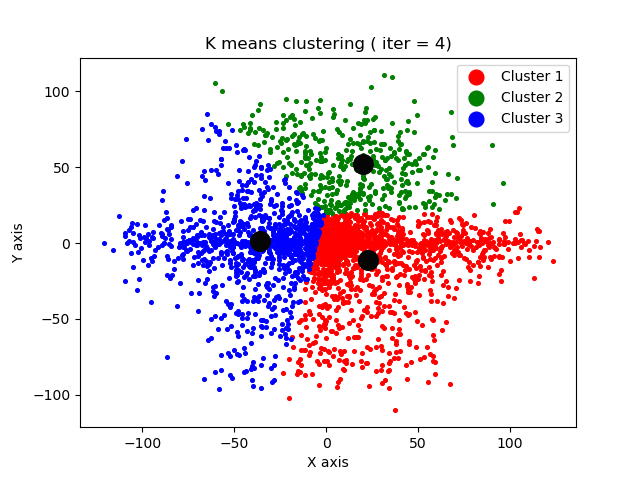 K means clustering ( iter = 4)
Cluster 1
Cluster 2
Cluster 3
100
50
0
−50
−100
Y axis
−100
−50
0
50
100
X axis